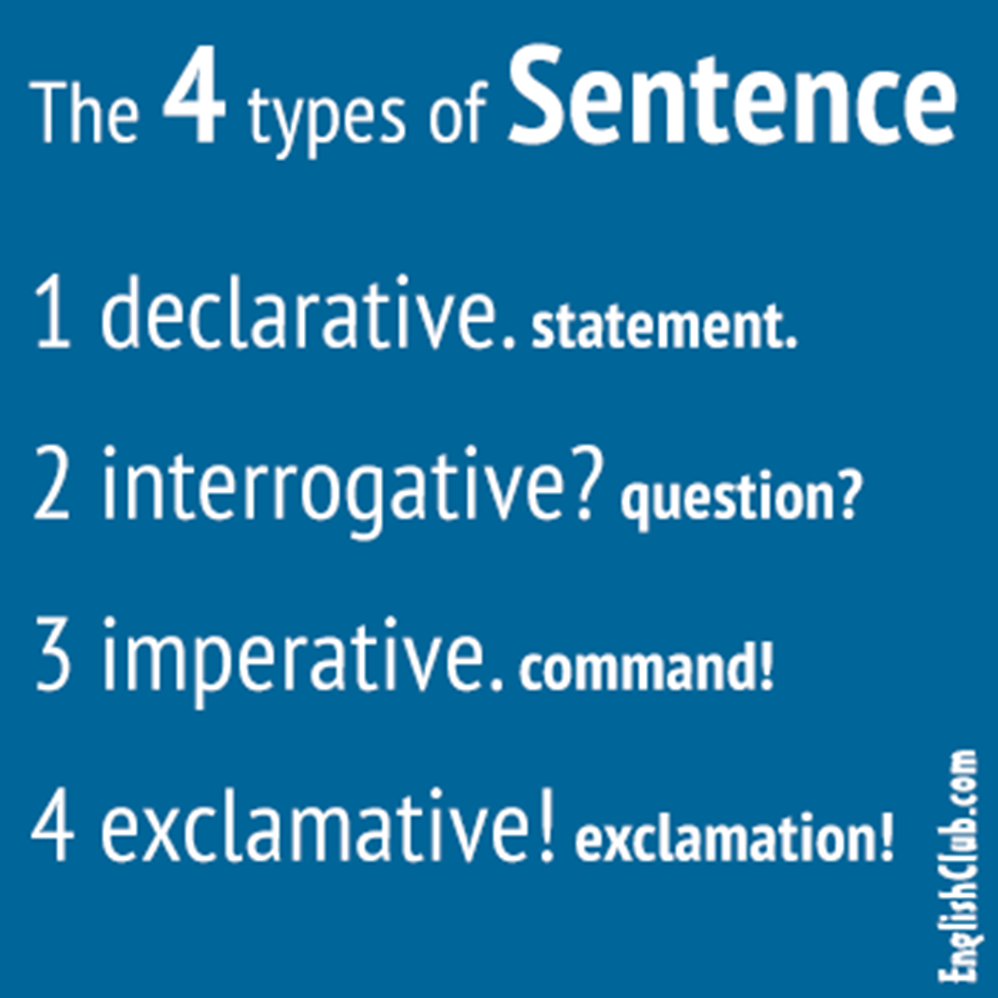 The 4 types of Sentence
1 declarative. statement.
2 interrogative? question?
3 imperative. command!
4 exclamative! exclamation!
EnglishClub.com